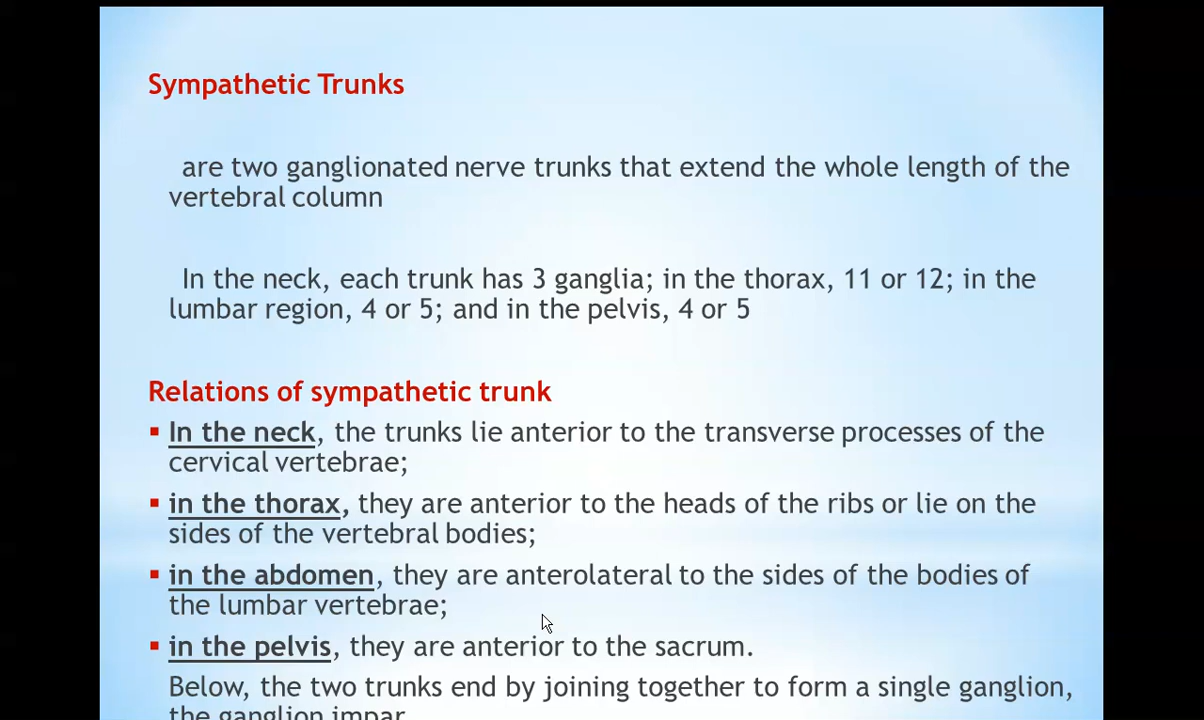 Sympathetic Trunks
are two ganglionated nerve trunks that extend the whole length of the
vertebral column
In the neck, each trunk has 3 ganglia; in the thorax, 11 or 12; in the
lumbar region, 4 or 5; and in the pelvis, 4 or 5
Relations of sympathetic trunk
▪ In the neck, the trunks lie anterior to the transverse processes of the
cervical vertebrae;
▪ in the thorax, they are anterior to the heads of the ribs or lie on the
sides of the vertebral bodies;
▪ in the abdomen, they are anterolateral to the sides of the bodies of
the lumbar vertebrae;
▪ in the pelvis, they are anterior to the sacrum.
Below, the two trunks end by joining together to form a single ganglion,
the ganglion impar